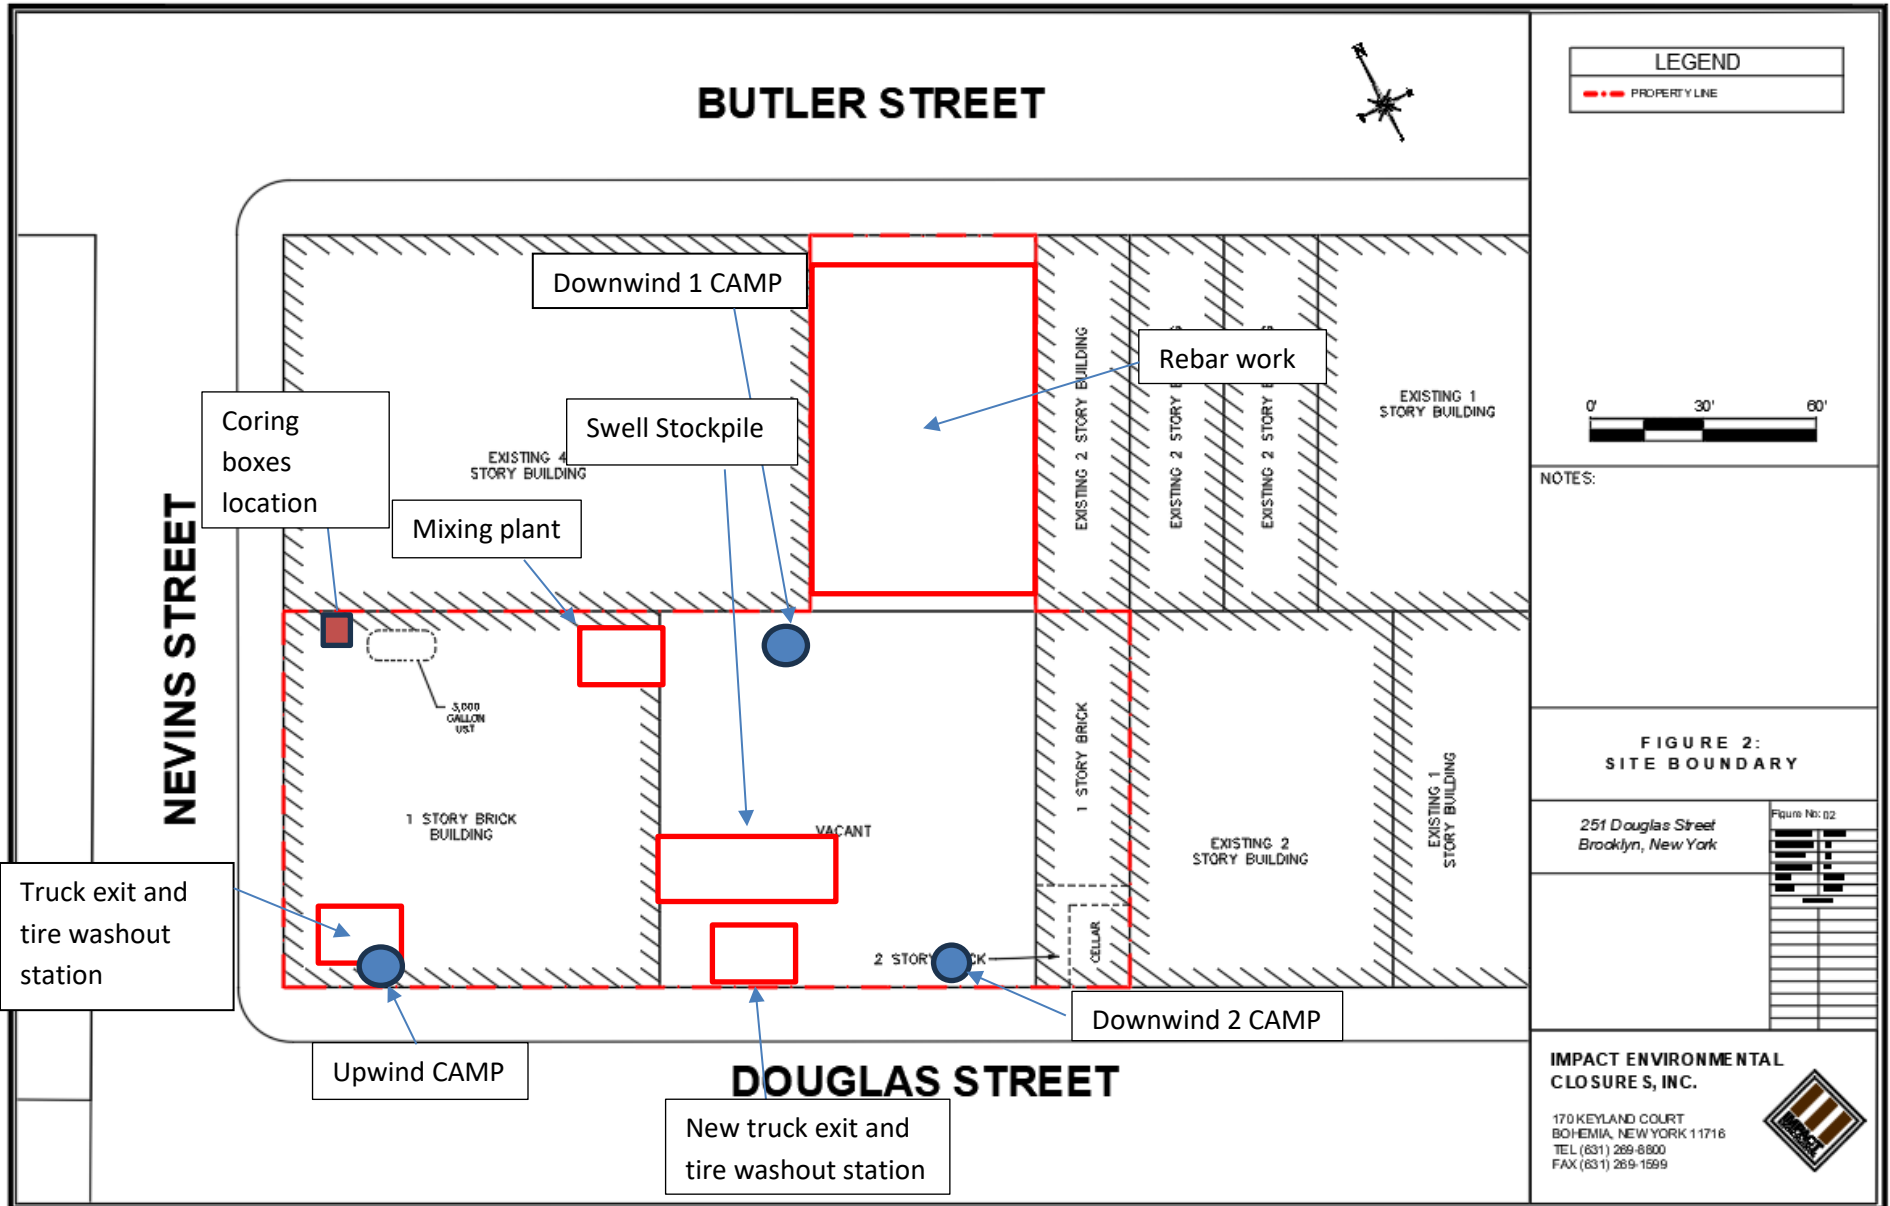 BUTLER STREET
N
LEGEND
PROPERTY LINE
Downwind 1 CAMP
Rebar work
Coring
boxes
location
Swell Stockpile
EXISTING 4
STORY BUILDING
Mixing plant
EXISTING 2 STORY BUILDING
EXISTING 2 STORY
EXISTING 2 STORY
EXISTING 1
STORY BUILDING
0'
30'
60'
NOTES:
NEVINS STREET
GALLON
UST
1 STORY BRICK
BUILDING
VACANT
1 STORY BRICK
EXISTING 2
STORY BUILDING
EXISTING 1
STORY BUILDING
FIGURE 2:
SITE BOUNDARY
251 Douglas Street
Brooklyn, New York
Figure No: 02
Truck exit and
tire washout
station
2 STORY
CELLAR
Upwind CAMP
Downwind 2 CAMP
DOUGLAS STREET
New truck exit and
tire washout station
IMPACT ENVIRONMENTAL
CLOSURES, INC.
170 KEYLAND COURT
BOHEMIA, NEW YORK 11716
TEL (631) 269-8800
FAX (631) 269-1599
IMPACT